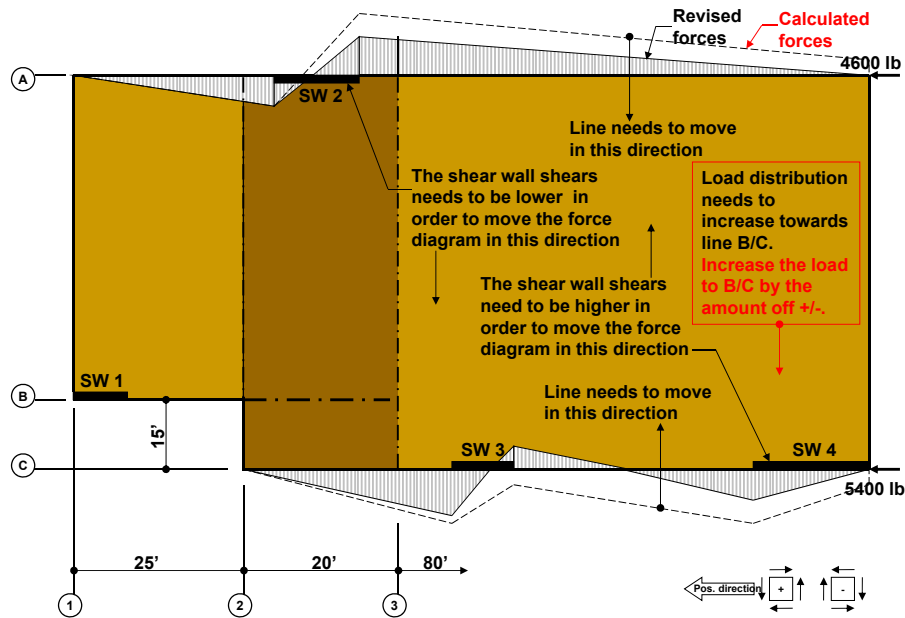 Revised
forces
Calculated
forces
A
4600 lb
SW 2
Line needs to move
in this direction
The shear wall shears
needs to be lower in
order to move the force
diagram in this direction
Load distribution
needs to
increase towards
line B/C.
Increase the load
to B/C by the
amount off +/-.
The shear wall shears
need to be higher in
order to move the force
diagram in this direction
SW 1
B
Line needs to move
in this direction
15'
SW 3
SW 4
C
5400 lb
25'
20'
80'
Pos. direction
+
-
1
2
3